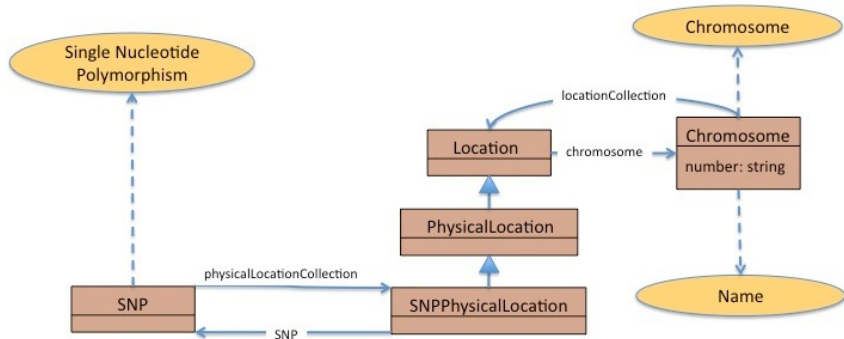 Chromosome
Single Nucleotide
Polymorphism
locationCollection
Location
chromosome
Chromosome
number: string
PhysicalLocation
physicalLocationCollection
SNP
SNPPhysicalLocation
Name
SNP